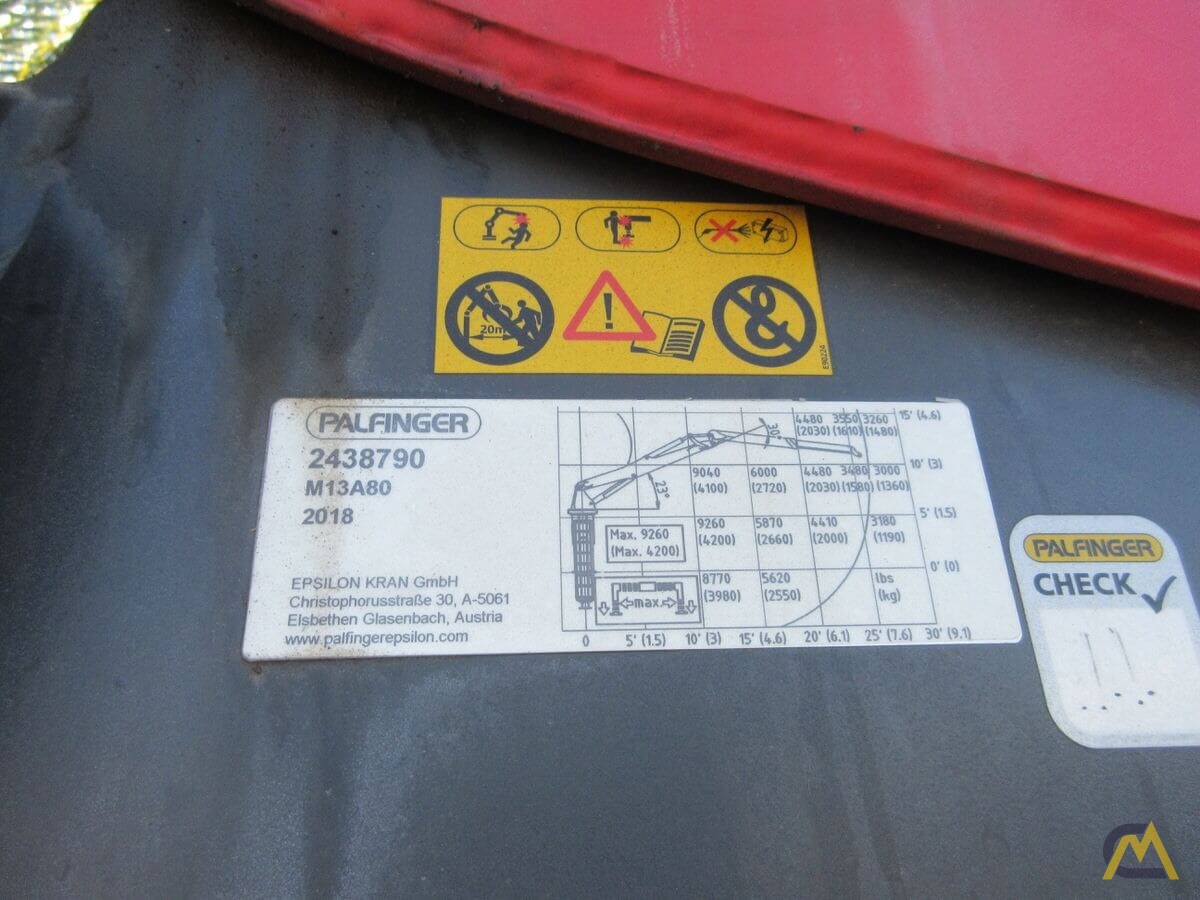 20m
E90224
PALFINGER
2438790
M13A80
2018
EPSILON KRAN GmbH
Christophorusstraße 30, A-5061
Elsbethen Glasenbach, Austria
www.palfingerepsilon.com
4480 3550 3260 15' (4.6)
(2030) (1610) (1480)
30°
10' (3)
9040 6000 4480 3480 3000
(4100) (2720) (2030) (1580) (1360)
23°
5' (1.5)
Max. 9260 9260 5870 4410 3180
(Max. 4200) (4200) (2660) (2000) (1190)
0' (0)
8770 5620 lbs
max. (3980) (2550) (kg)
0 5' (1.5) 10' (3) 15' (4.6) 20' (6.1) 25' (7.6) 30' (9.1)
PALFINGER
CHECK
CM